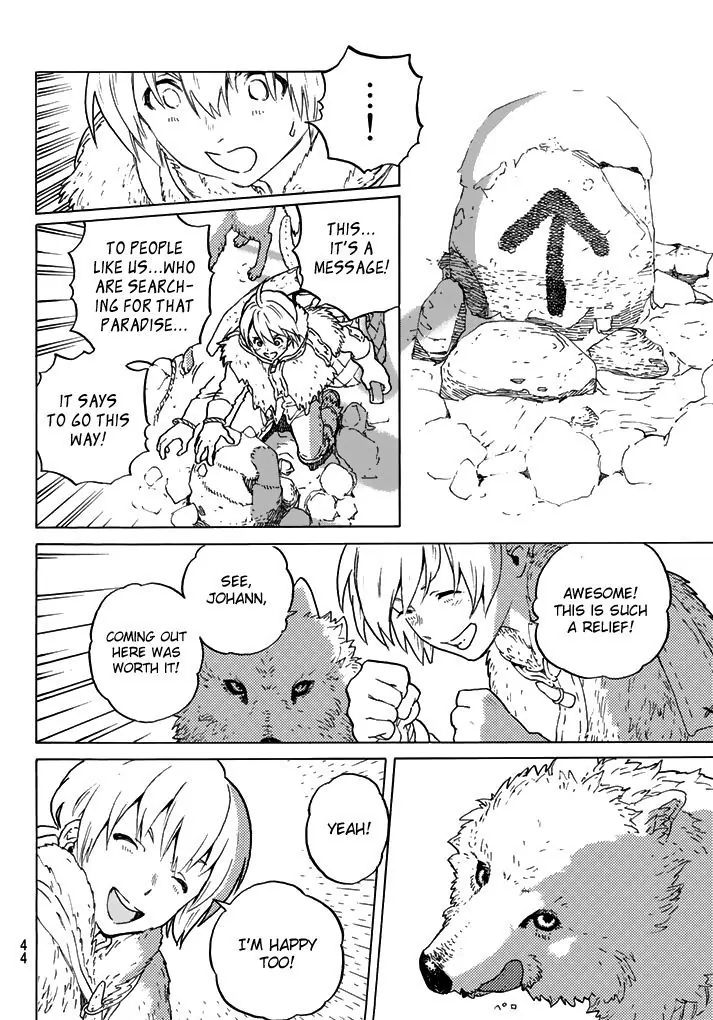 ...!
THIS...
IT'S A
MESSAGE!
TO PEOPLE
LIKE US...WHO
ARE SEARCH-
ING FOR THAT
PARADISE...
IT SAYS
TO GO THIS
WAY!
AWESOME!
THIS IS SUCH
A RELIEF!
SEE,
JOHANN,
COMING OUT
HERE WAS
WORTH IT!
YEAH!
I'M HAPPY
TOO!
44